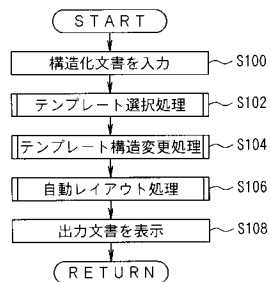 START
構造化文書を入力 S100
テンプレート選択処理 S102
テンプレート構造変更処理 S104
自動レイアウト処理 S106
出力文書を表示 S108
RETURN